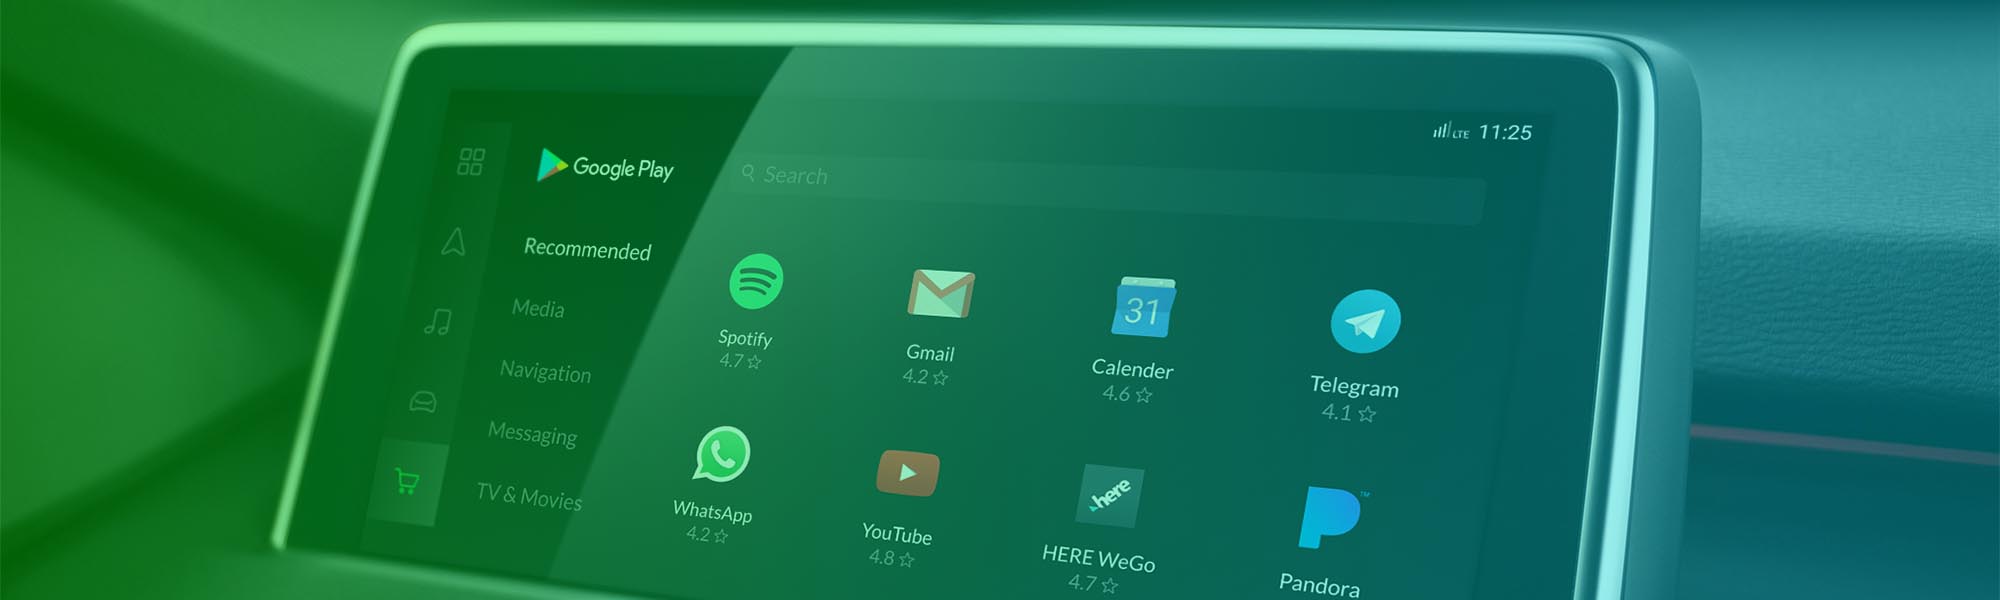 LTE 11:25
Google Play
Search
Recommended
Media
Navigation
Messaging
TV & Movies
Spotify
4.7 ☆
Gmail
4.2 ☆
31
Calender
4.6 ☆
Telegram
4.1 ☆
WhatsApp
4.2 ☆
YouTube
4.8 ☆
here
HERE WeGo
4.7 ☆
™
Pandora